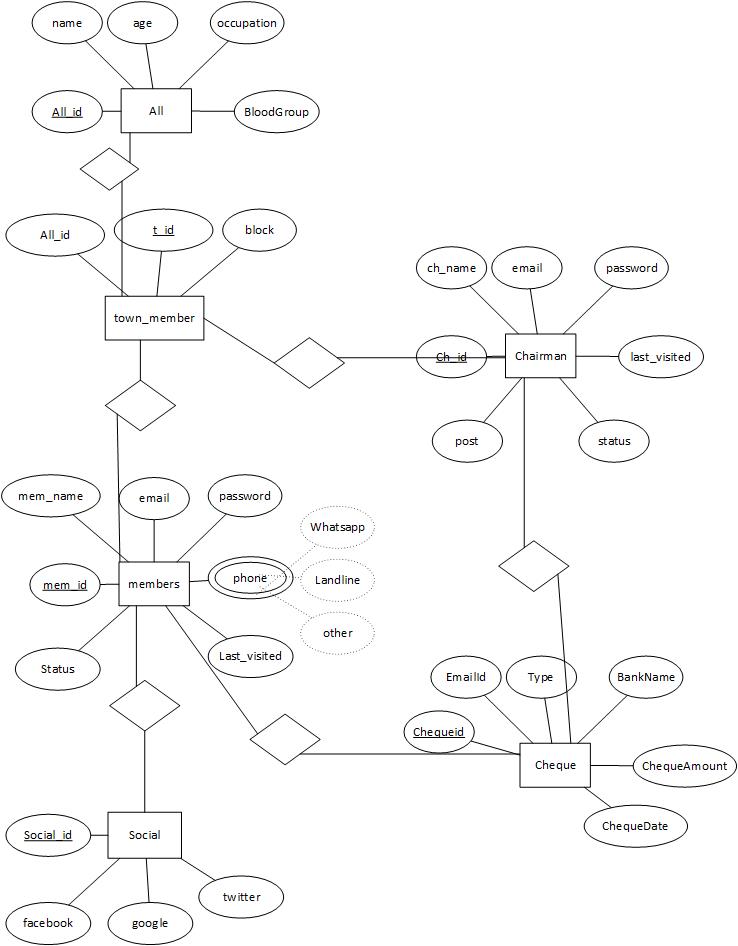 name
age
occupation
All_id
All
BloodGroup
All_id
t_id
block
town_member
ch_name
email
password
Ch_id
Chairman
last_visited
post
status
mem_name
email
password
Whatsapp
mem_id
members
phone
Landline
other
Status
Last_visited
EmailId
Type
BankName
Chequeid
Cheque
ChequeAmount
ChequeDate
Social_id
Social
twitter
facebook
google